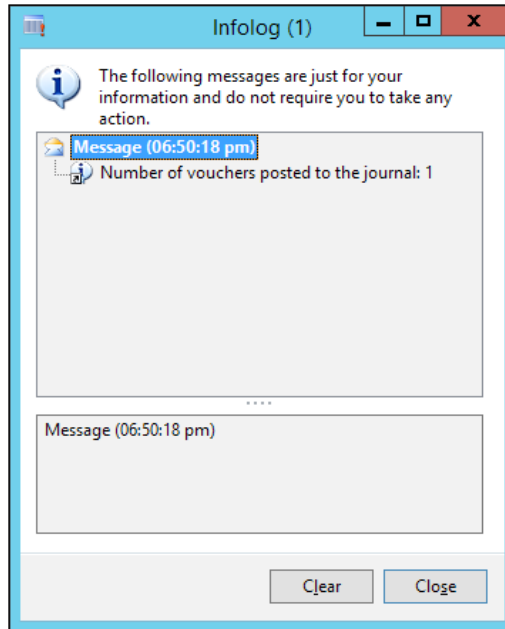 Infolog (1)
The following messages are just for your
information and do not require you to take any
action.
Message (06:50:18 pm)
Number of vouchers posted to the journal: 1
Message (06:50:18 pm)
Clear
Close